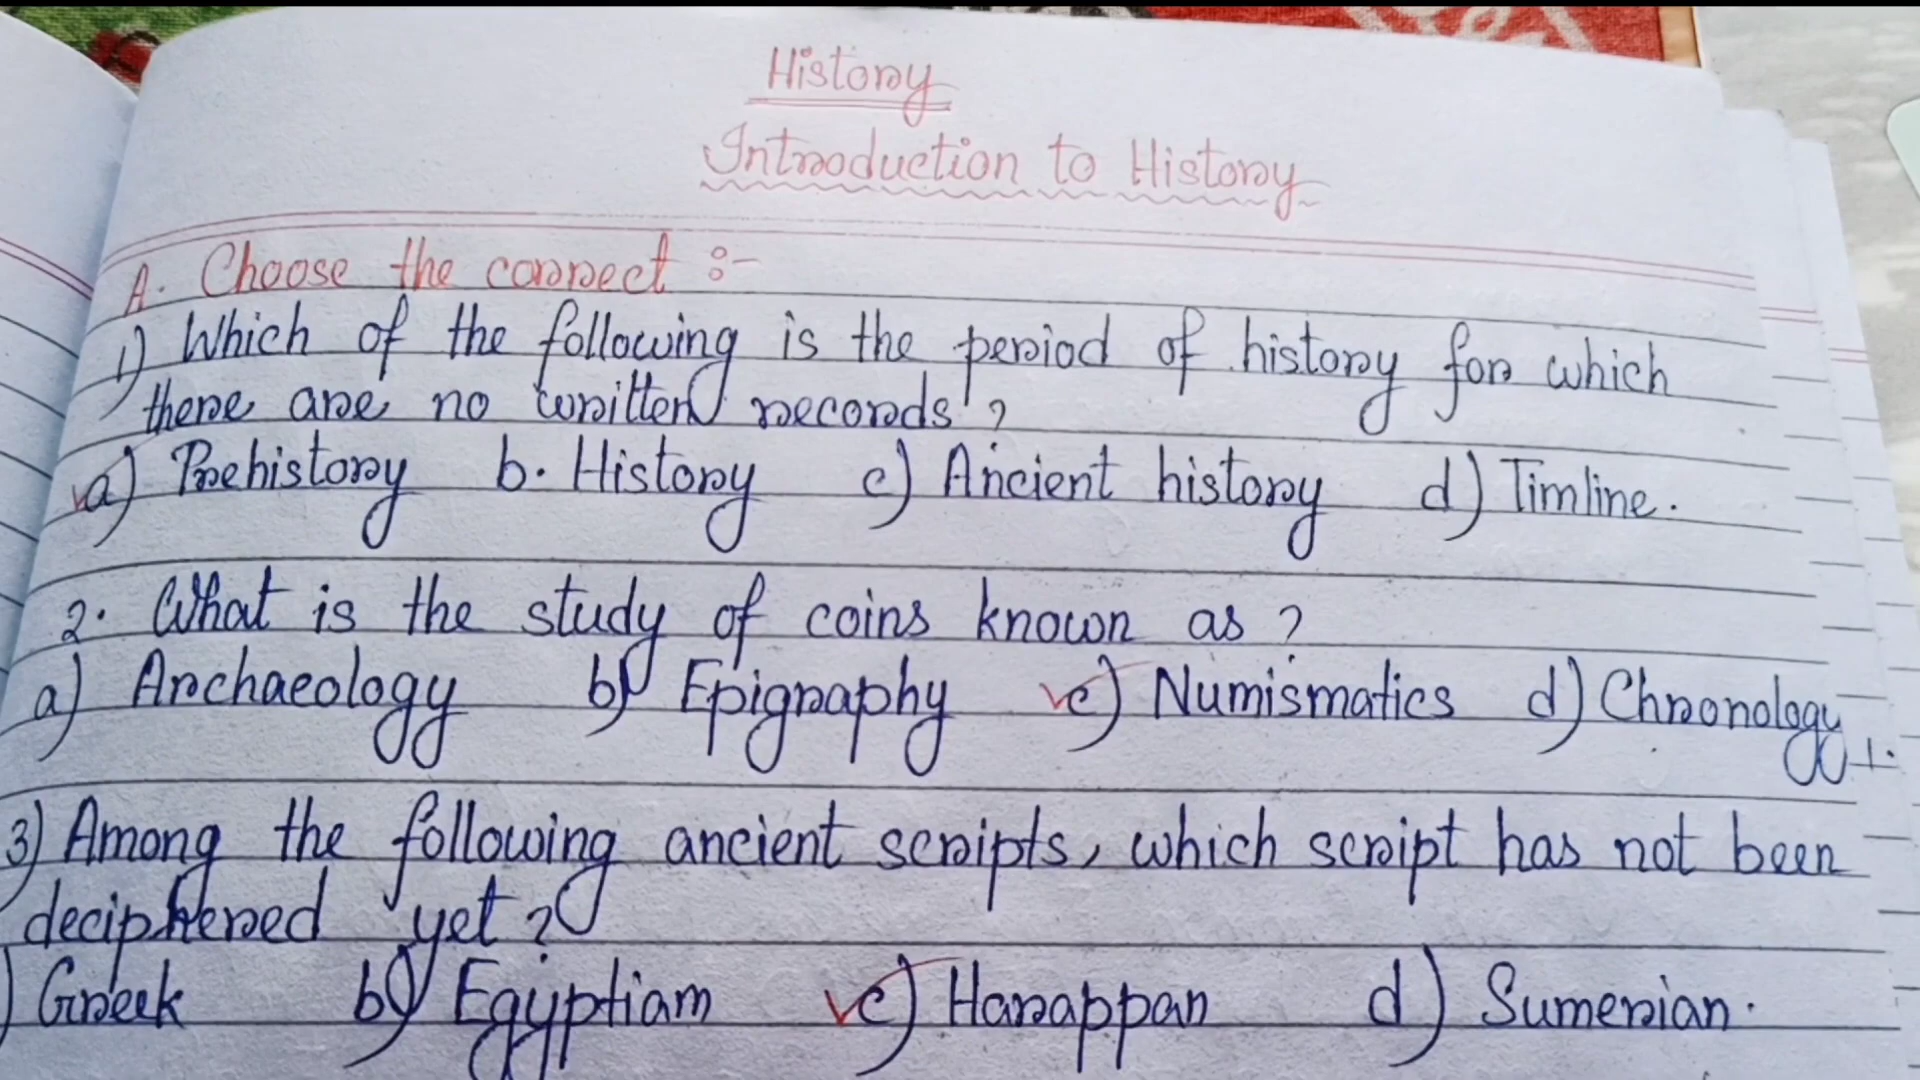 History
Introduction to History
A. Choose the correct :-
1) Which of the following is the period of history for which
there are no written records ?
a) Prehistory b. History c) Ancient history d) Timline.
2. What is the study of coins known as ?
a) Archaeology b) Epigraphy c) Numismatics d) Chronology
3) Among the following ancient scripts, which script has not been
deciphered yet ?
) Greek b) Egyptiam c) Harappan d) Sumerian.